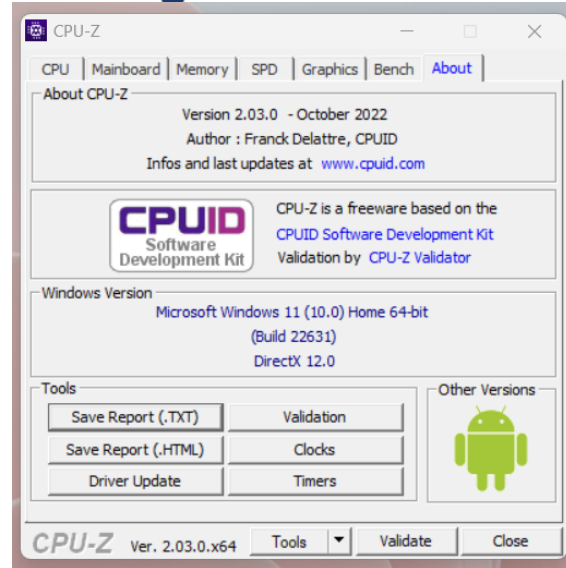 CPU-Z
CPU Mainboard Memory SPD Graphics Bench About
About CPU-Z
Version 2.03.0 - October 2022
Author : Franck Delattre, CPUID
Infos and last updates at www.cpuid.com
CPUID
Software
Development Kit
CPU-Z is a freeware based on the
CPUID Software Development Kit
Validation by CPU-Z Validator
Windows Version
Microsoft Windows 11 (10.0) Home 64-bit
(Build 22631)
DirectX 12.0
Tools
Save Report (.TXT) Validation
Save Report (.HTML) Clocks
Driver Update Timers
Other Versions
CPU-Z Ver. 2.03.0.x64 Tools Validate Close